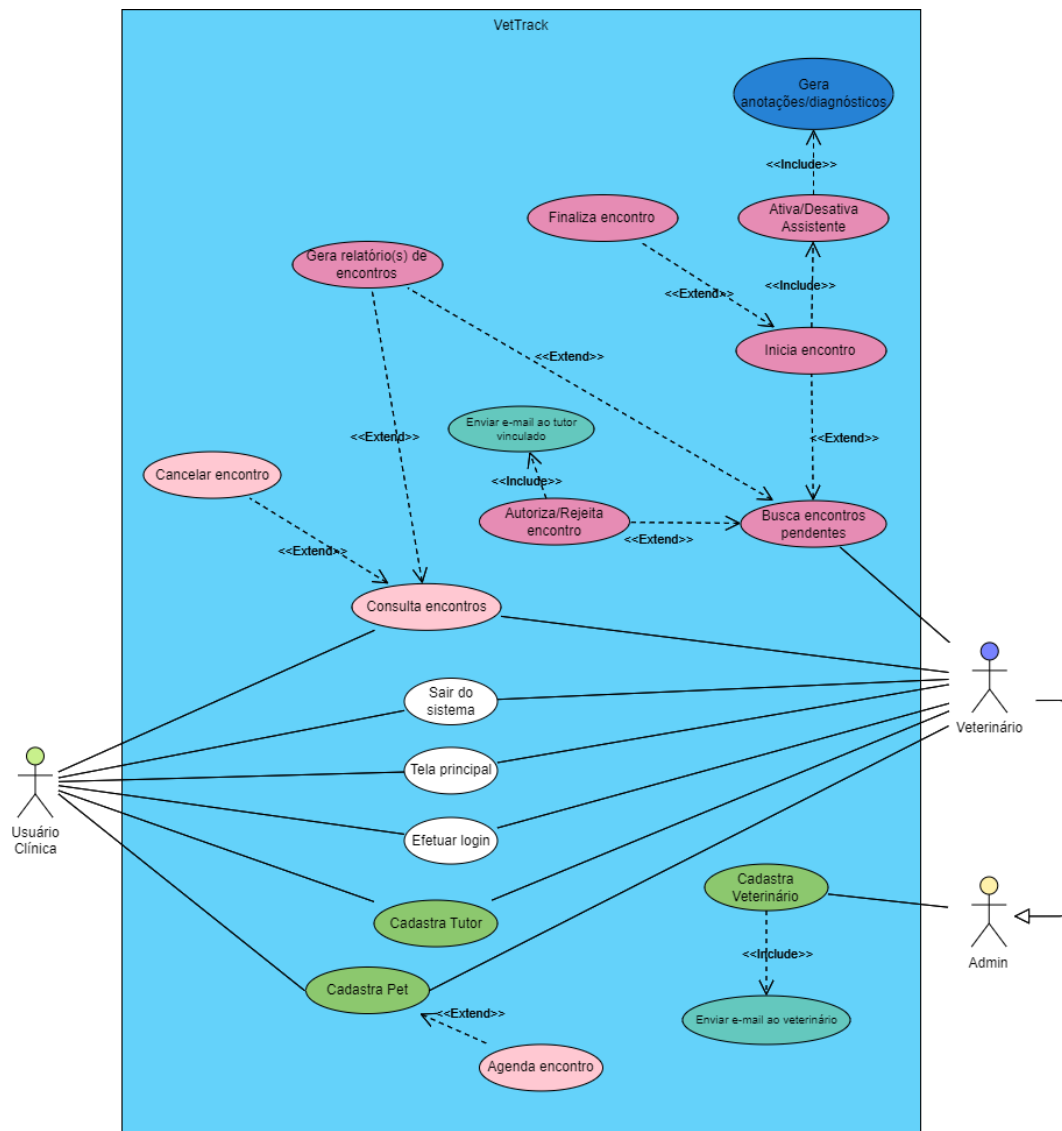 VetTrack
Gera
anotações/diagnósticos
<<Include>>
Finaliza encontro
Ativa/Desativa
Assistente
Gera relatório(s) de
encontros
<<Extend>>
<<Include>>
Inicia encontro
<<Extend>>
Enviar e-mail ao tutor
vinculado
<<Extend>>
<<Extend>>
Cancelar encontro
<<Include>>
Autoriza/Rejeita
encontro
Busca encontros
pendentes
<<Extend>>
<<Extend>>
Consulta encontros
Sair do
sistema
Veterinário
Tela principal
Usuário
Clínica
Efetuar login
Cadastra
Veterinário
Cadastra Tutor
<<Include>>
Admin
Cadastra Pet
<<Extend>>
Enviar e-mail ao veterinário
Agenda encontro